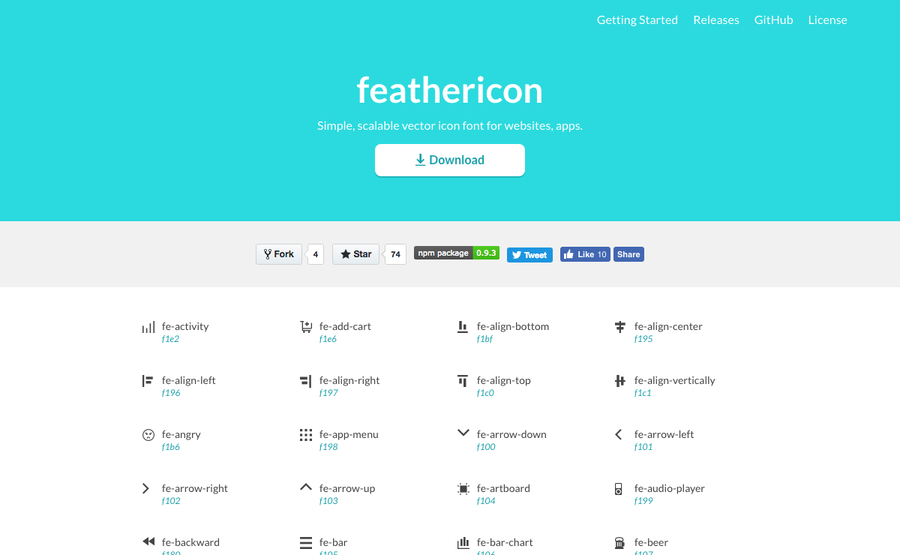 Getting Started Releases GitHub License
feathericon
Simple, scalable vector icon font for websites, apps.
Download
Fork 4 Star 74 npm package 0.9.3 Tweet Like 10 Share
fe-activity fe-add-cart fe-align-bottom fe-align-center
f1e2 f1e6 f1bf f195
fe-align-left fe-align-right fe-align-top fe-align-vertically
f196 f197 f1c0 f1c1
fe-angry fe-app-menu fe-arrow-down fe-arrow-left
f1b6 f198 f100 f101
fe-arrow-right fe-arrow-up fe-artboard fe-audio-player
f102 f103 f104 f199
fe-backward fe-bar fe-bar-chart fe-beer